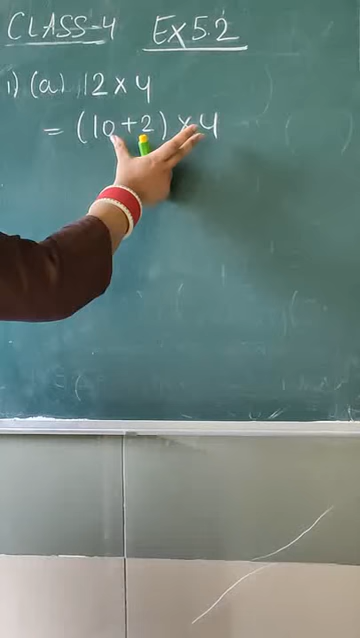 CLASS-4 EX 5.2
1) (a) 12 × 4
= (10+2) × 4